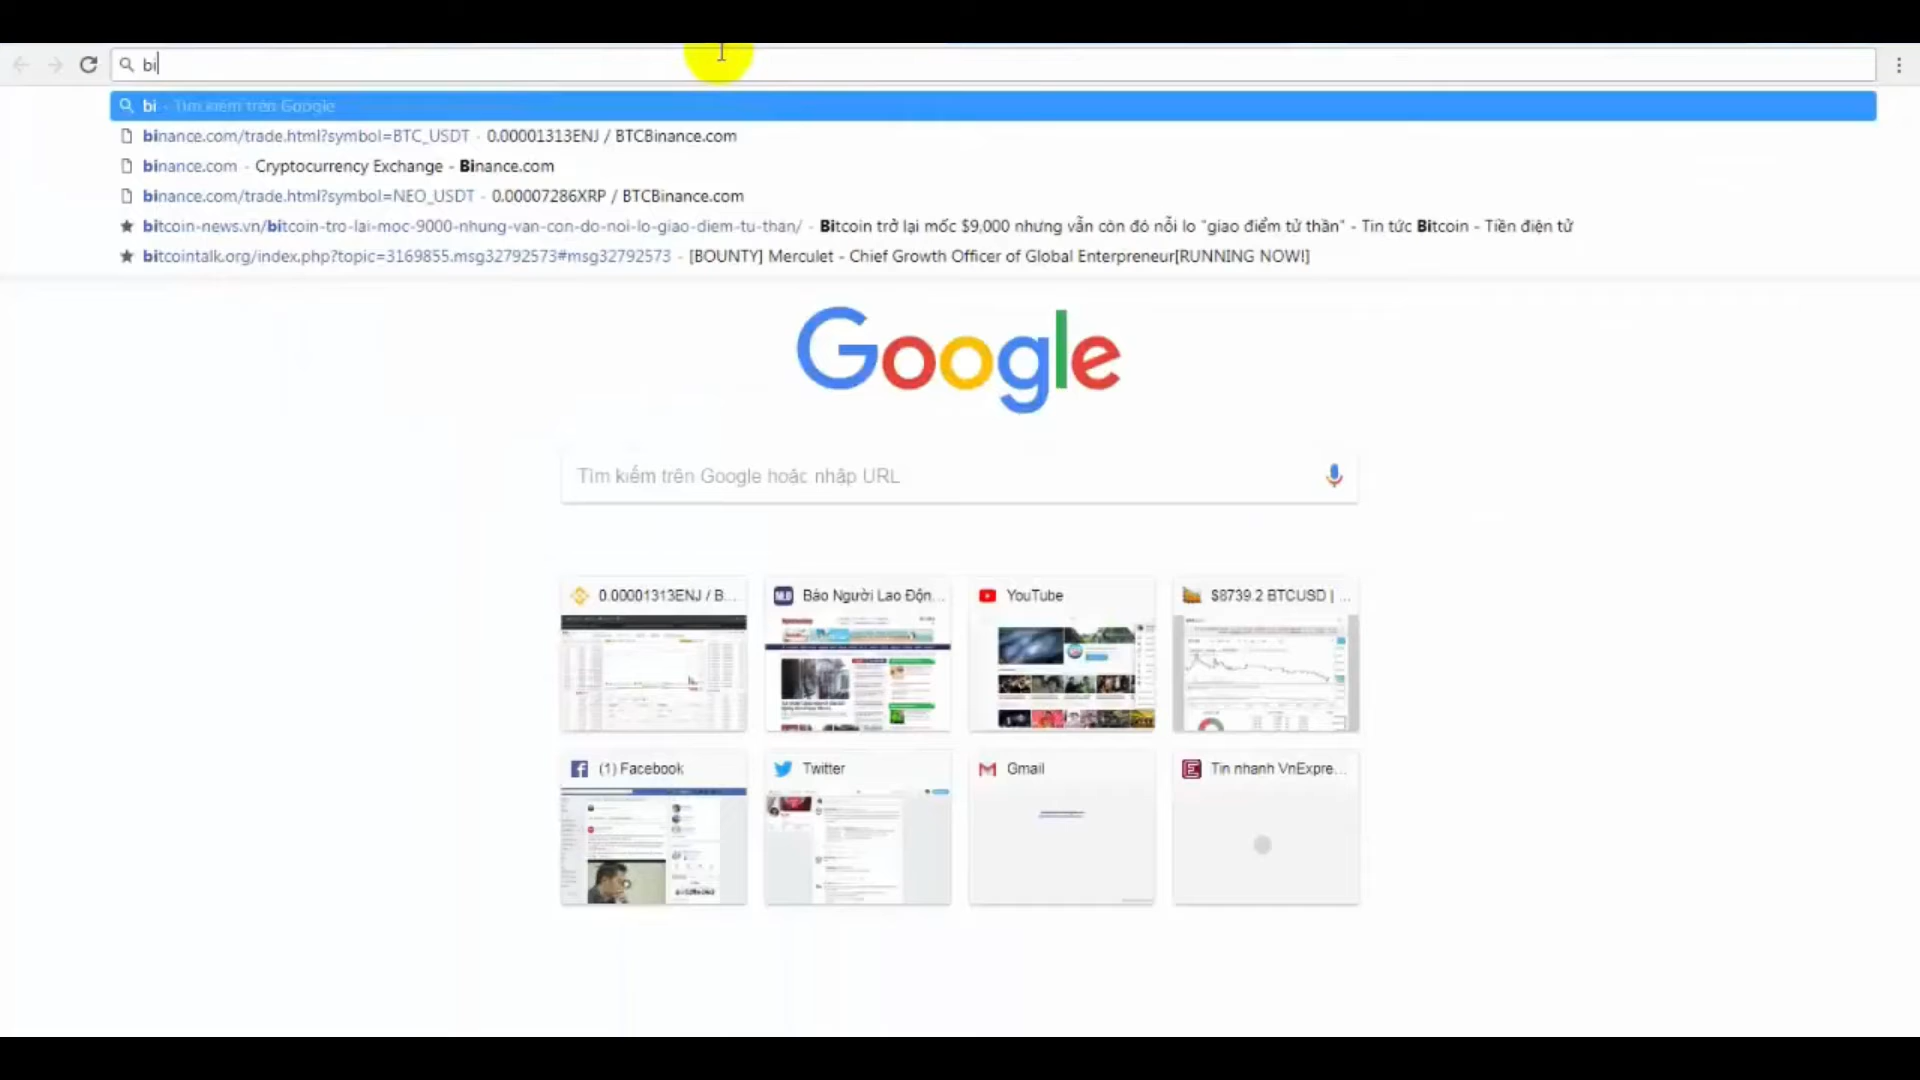 bi
bi - Tìm kiếm trên Google
binance.com/trade.html?symbol=BTC_USDT - 0.00001313ENJ / BTCBinance.com
binance.com - Cryptocurrency Exchange - Binance.com
binance.com/trade.html?symbol=NEO_USDT - 0.00007286XRP / BTCBinance.com
bitcoin-news.vn/bitcoin-tro-lai-moc-9000-nhung-van-con-do-noi-lo-giao-diem-tu-than/ - Bitcoin trở lại mốc $9,000 nhưng vẫn còn đó nỗi lo "giao điểm tử thần" - Tin tức Bitcoin - Tiền điện tử
bitcointalk.org/index.php?topic=3169855.msg32792573#msg32792573 - [BOUNTY] Merculet - Chief Growth Officer of Global Enterpreneur[RUNNING NOW!]
Google
Tìm kiếm trên Google hoặc nhập URL
0.00001313ENJ / B... Báo Người Lao Độn... YouTube $8739.2 BTCUSD | ...
(1) Facebook Twitter Gmail Tin nhanh VnExpre...